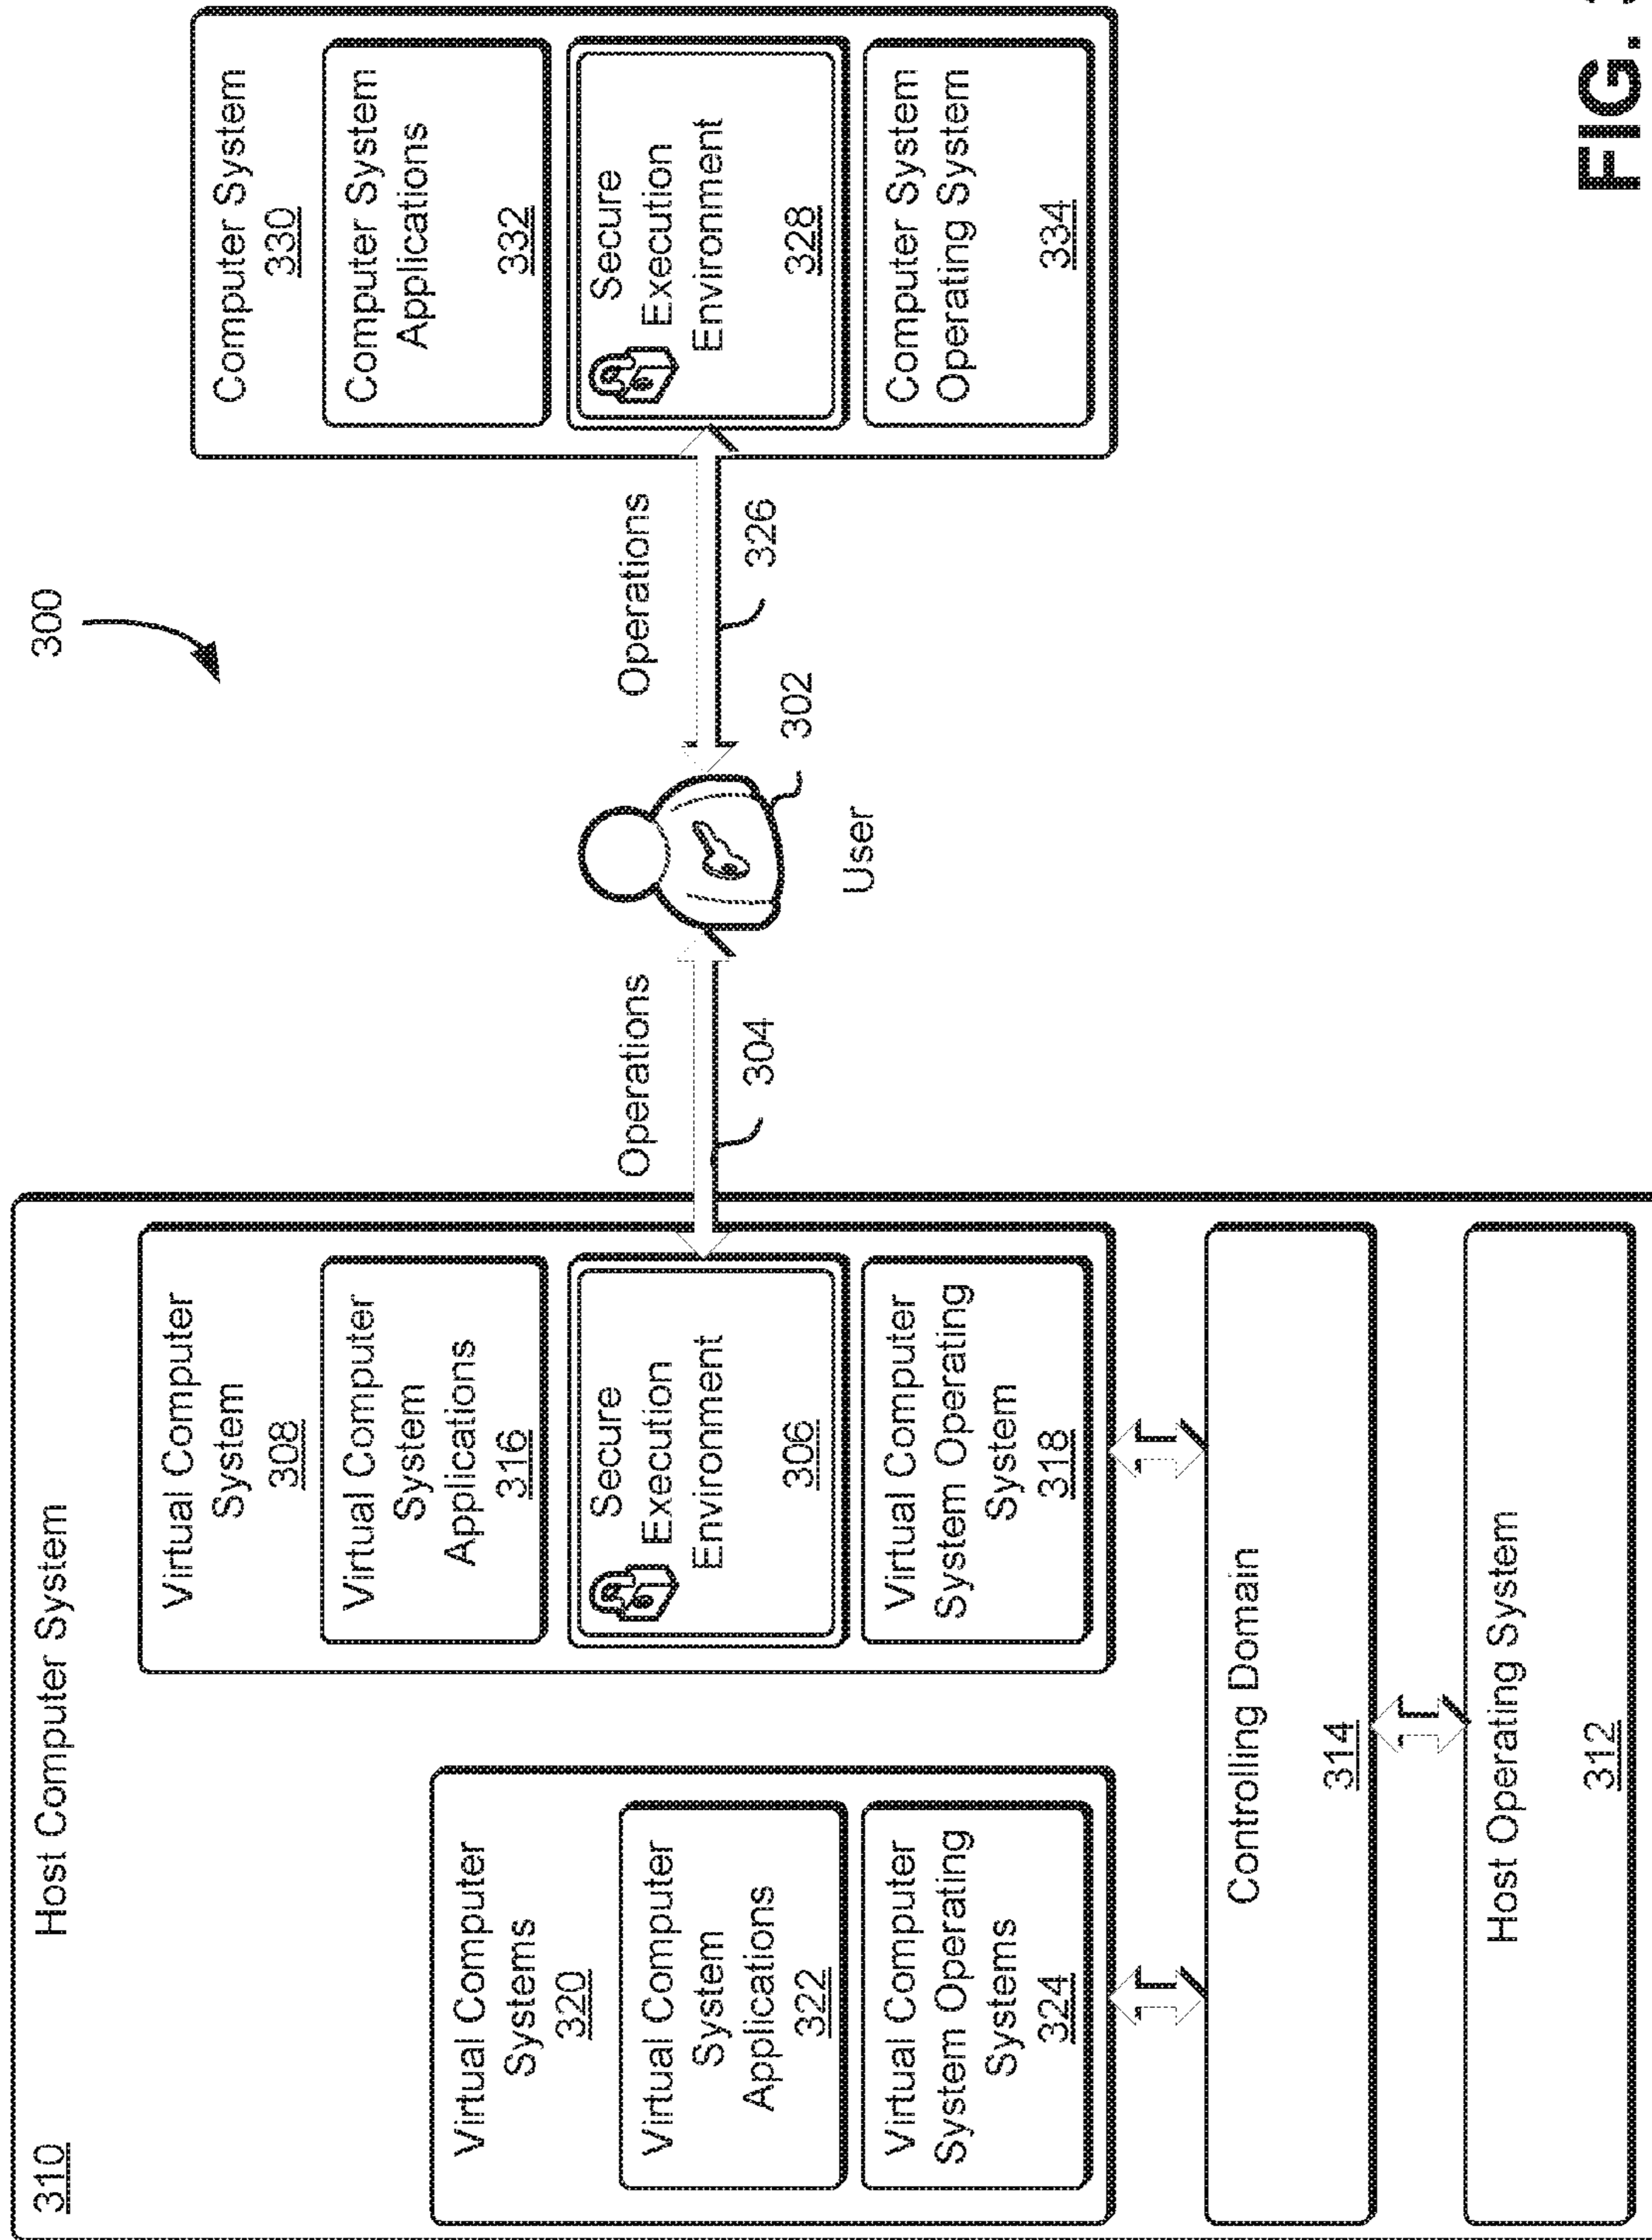 300
310
Host Computer System
Virtual Computer
Systems
320
Virtual Computer
System
Applications
322
Virtual Computer
System Operating
Systems
324
Virtual Computer
System
308
Virtual Computer
System
Applications
316
Secure
Execution
Environment
306
Virtual Computer
System Operating
System
318
Controlling Domain
314
Host Operating System
312
Operations
304
User
302
Operations
326
Computer System
330
Computer System
Applications
332
Secure
Execution
Environment
328
Computer System
Operating System
334
FIG.